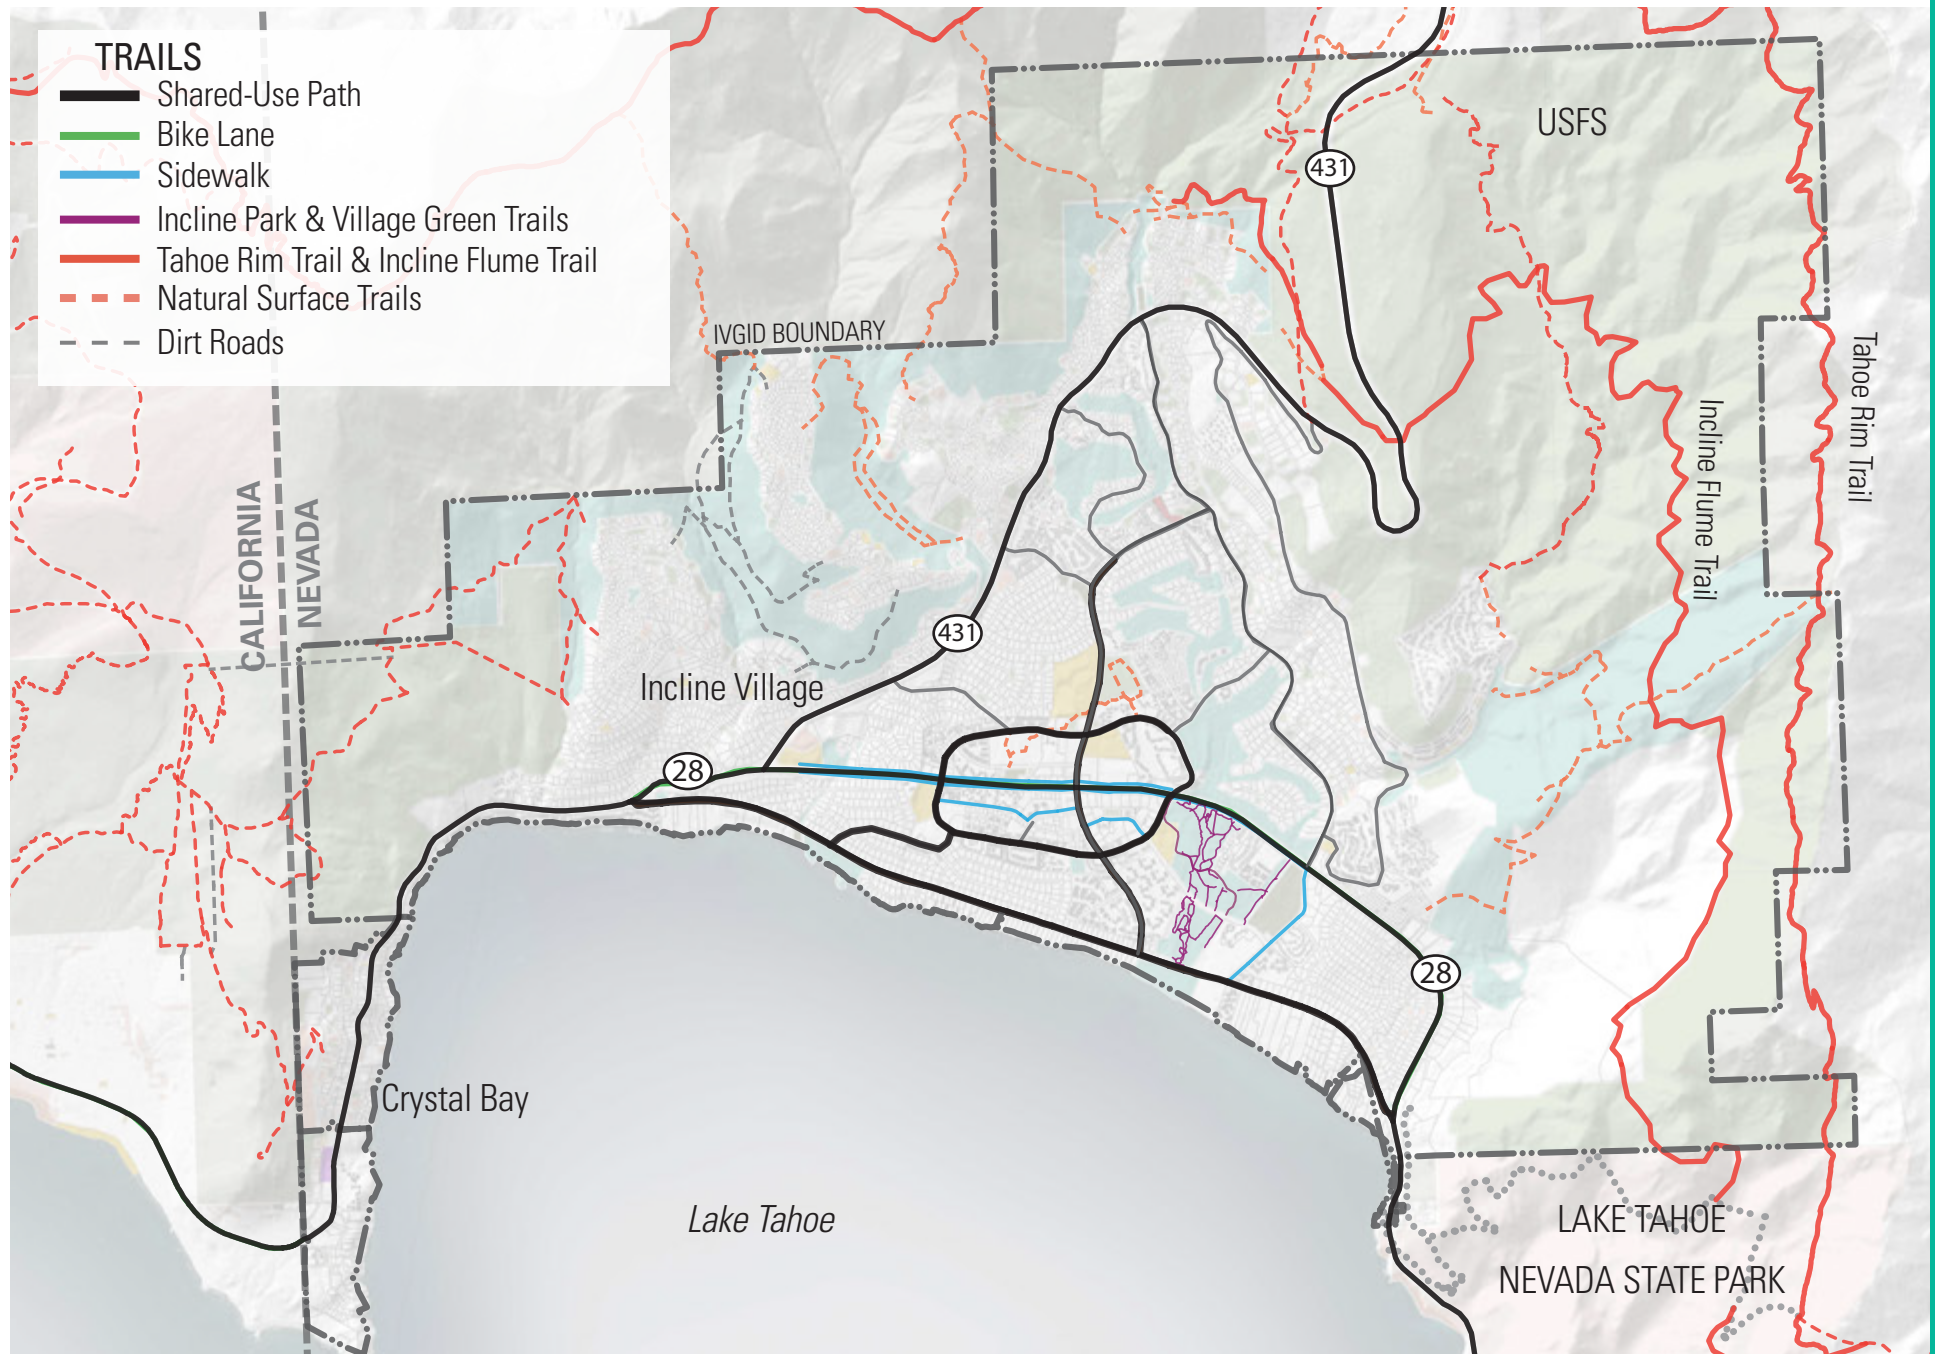 TRAILS
Shared-Use Path
Bike Lane
Sidewalk
Incline Park & Village Green Trails
Tahoe Rim Trail & Incline Flume Trail
Natural Surface Trails
Dirt Roads
USFS
431
IVGID BOUNDARY
Tahoe Rim Trail
Incline Flume Trail
CALIFORNIA
NEVADA
431
Incline Village
28
28
Crystal Bay
Lake Tahoe
LAKE TAHOE
NEVADA STATE PARK